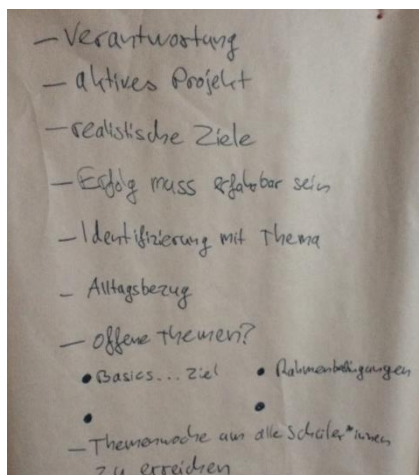 – Verantwortung
– aktives Projekt
– realistische Ziele
– Erfolg muss erfahrbar sein
– Identifizierung mit Thema
– Alltagsbezug
– offene Themen?
• Basics... Ziel • Rahmenbedingungen
• •
– Themenwoche um alle Schüler*innen
zu erreichen